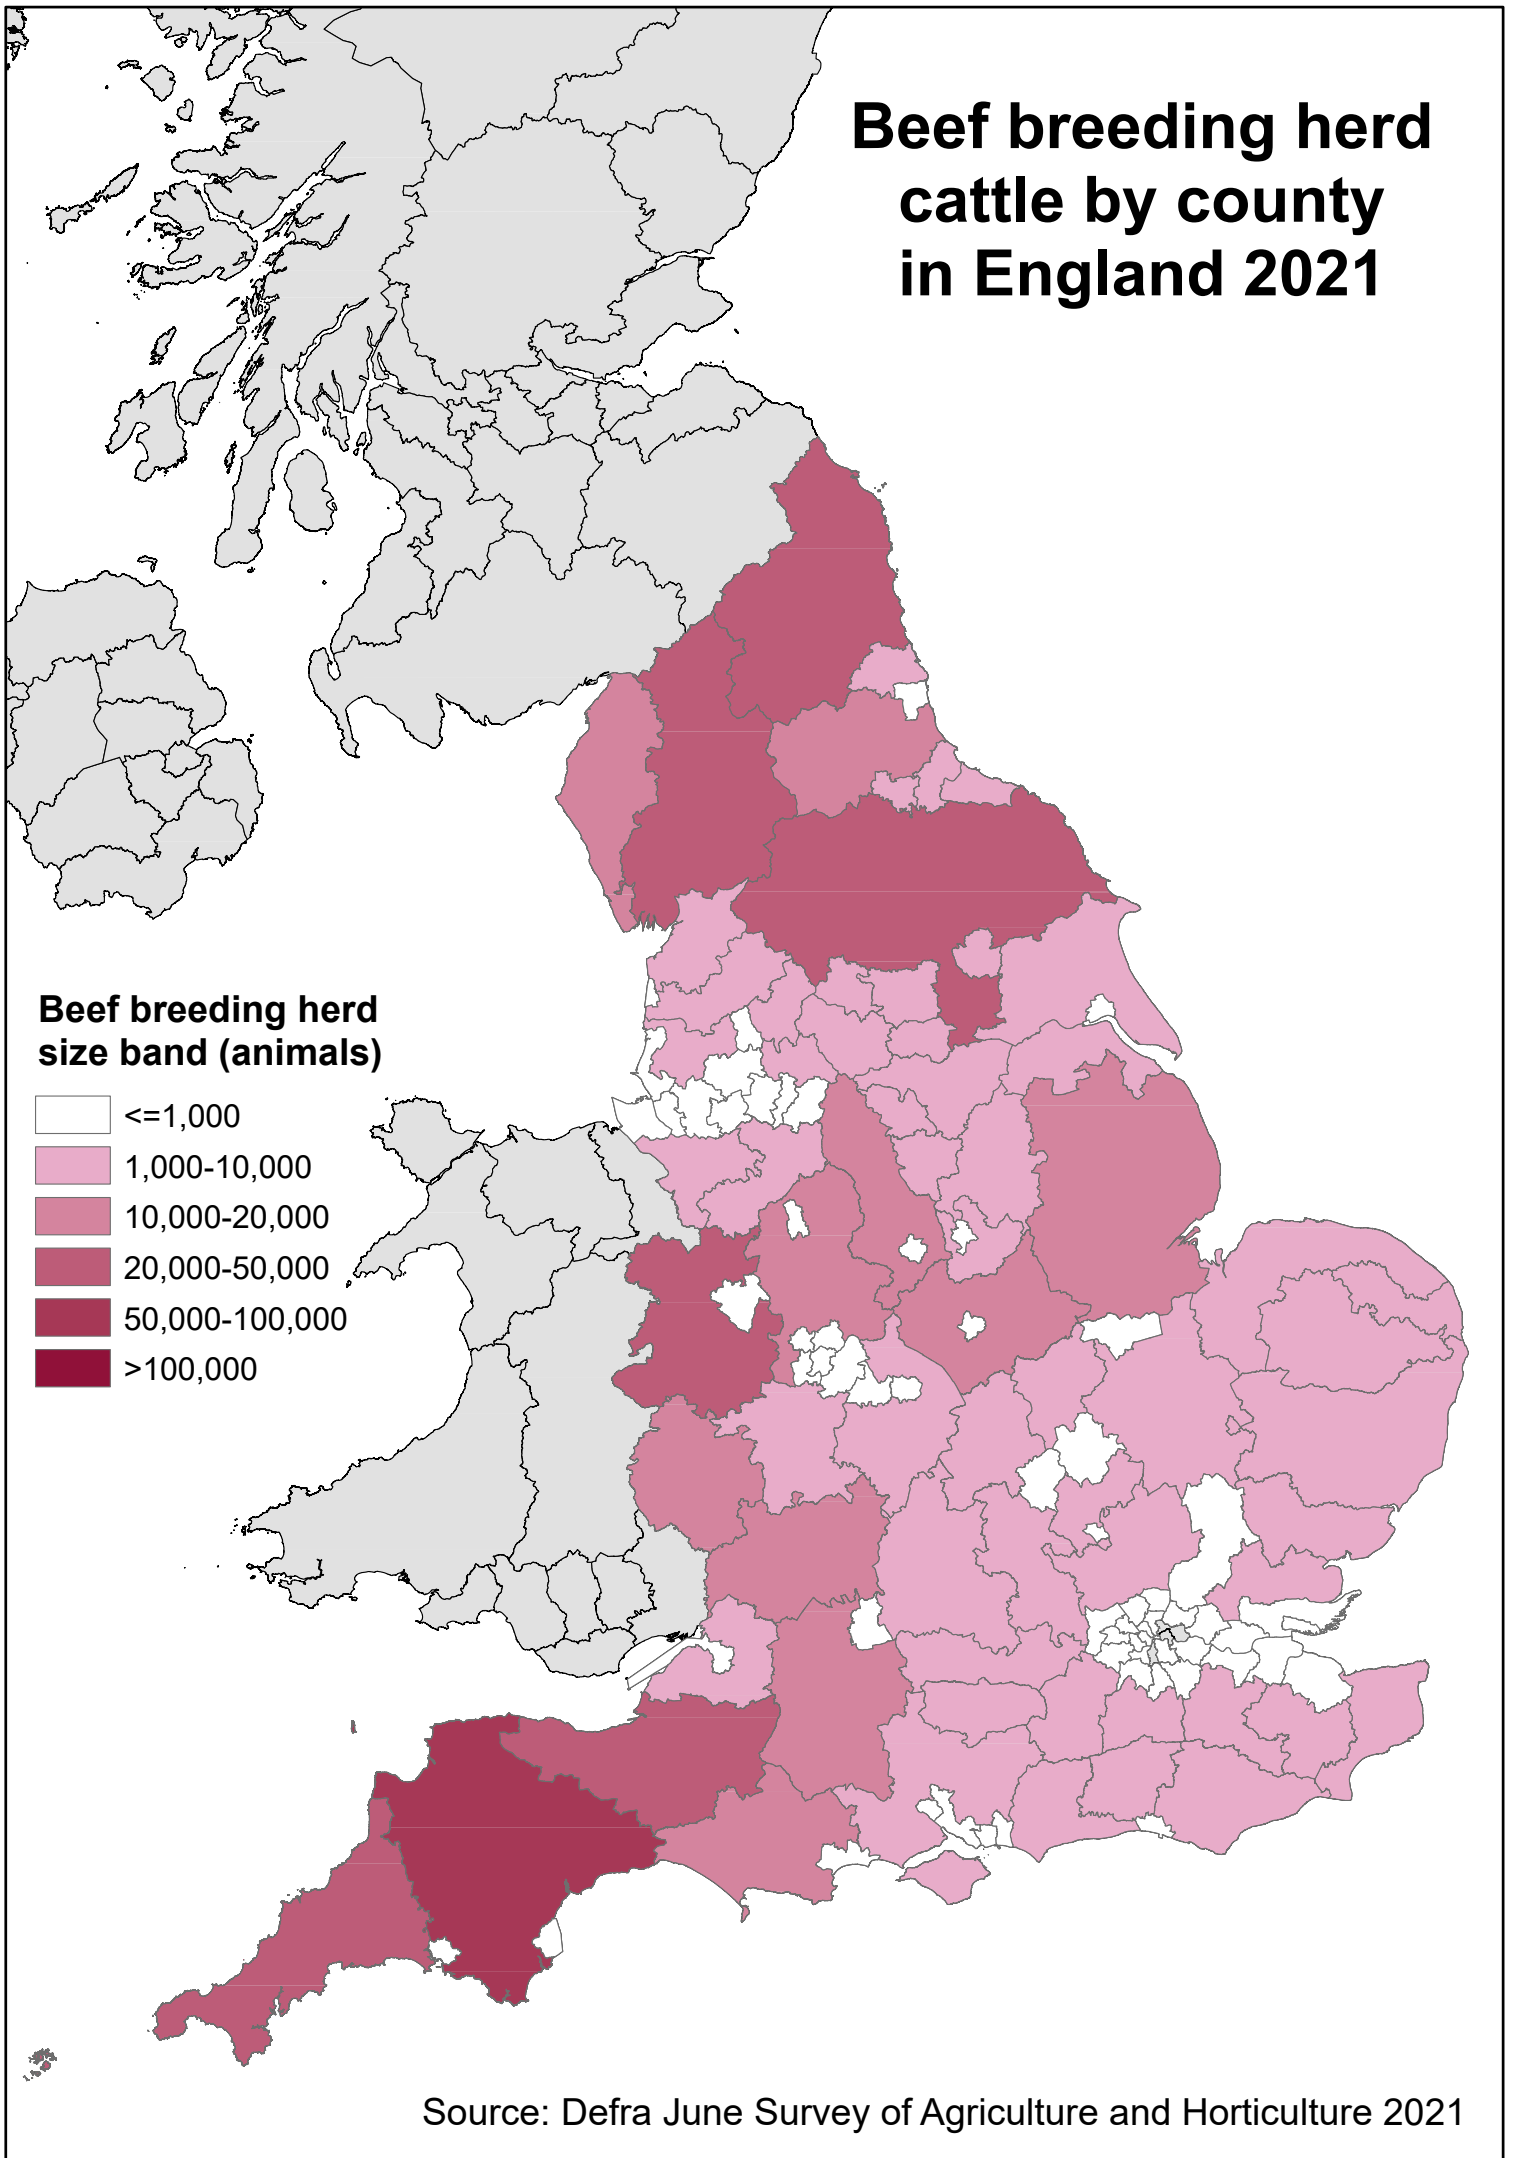 Beef breeding herd
cattle by county
in England 2021
Beef breeding herd
size band (animals)
<=1,000
1,000-10,000
10,000-20,000
20,000-50,000
50,000-100,000
>100,000
Source: Defra June Survey of Agriculture and Horticulture 2021